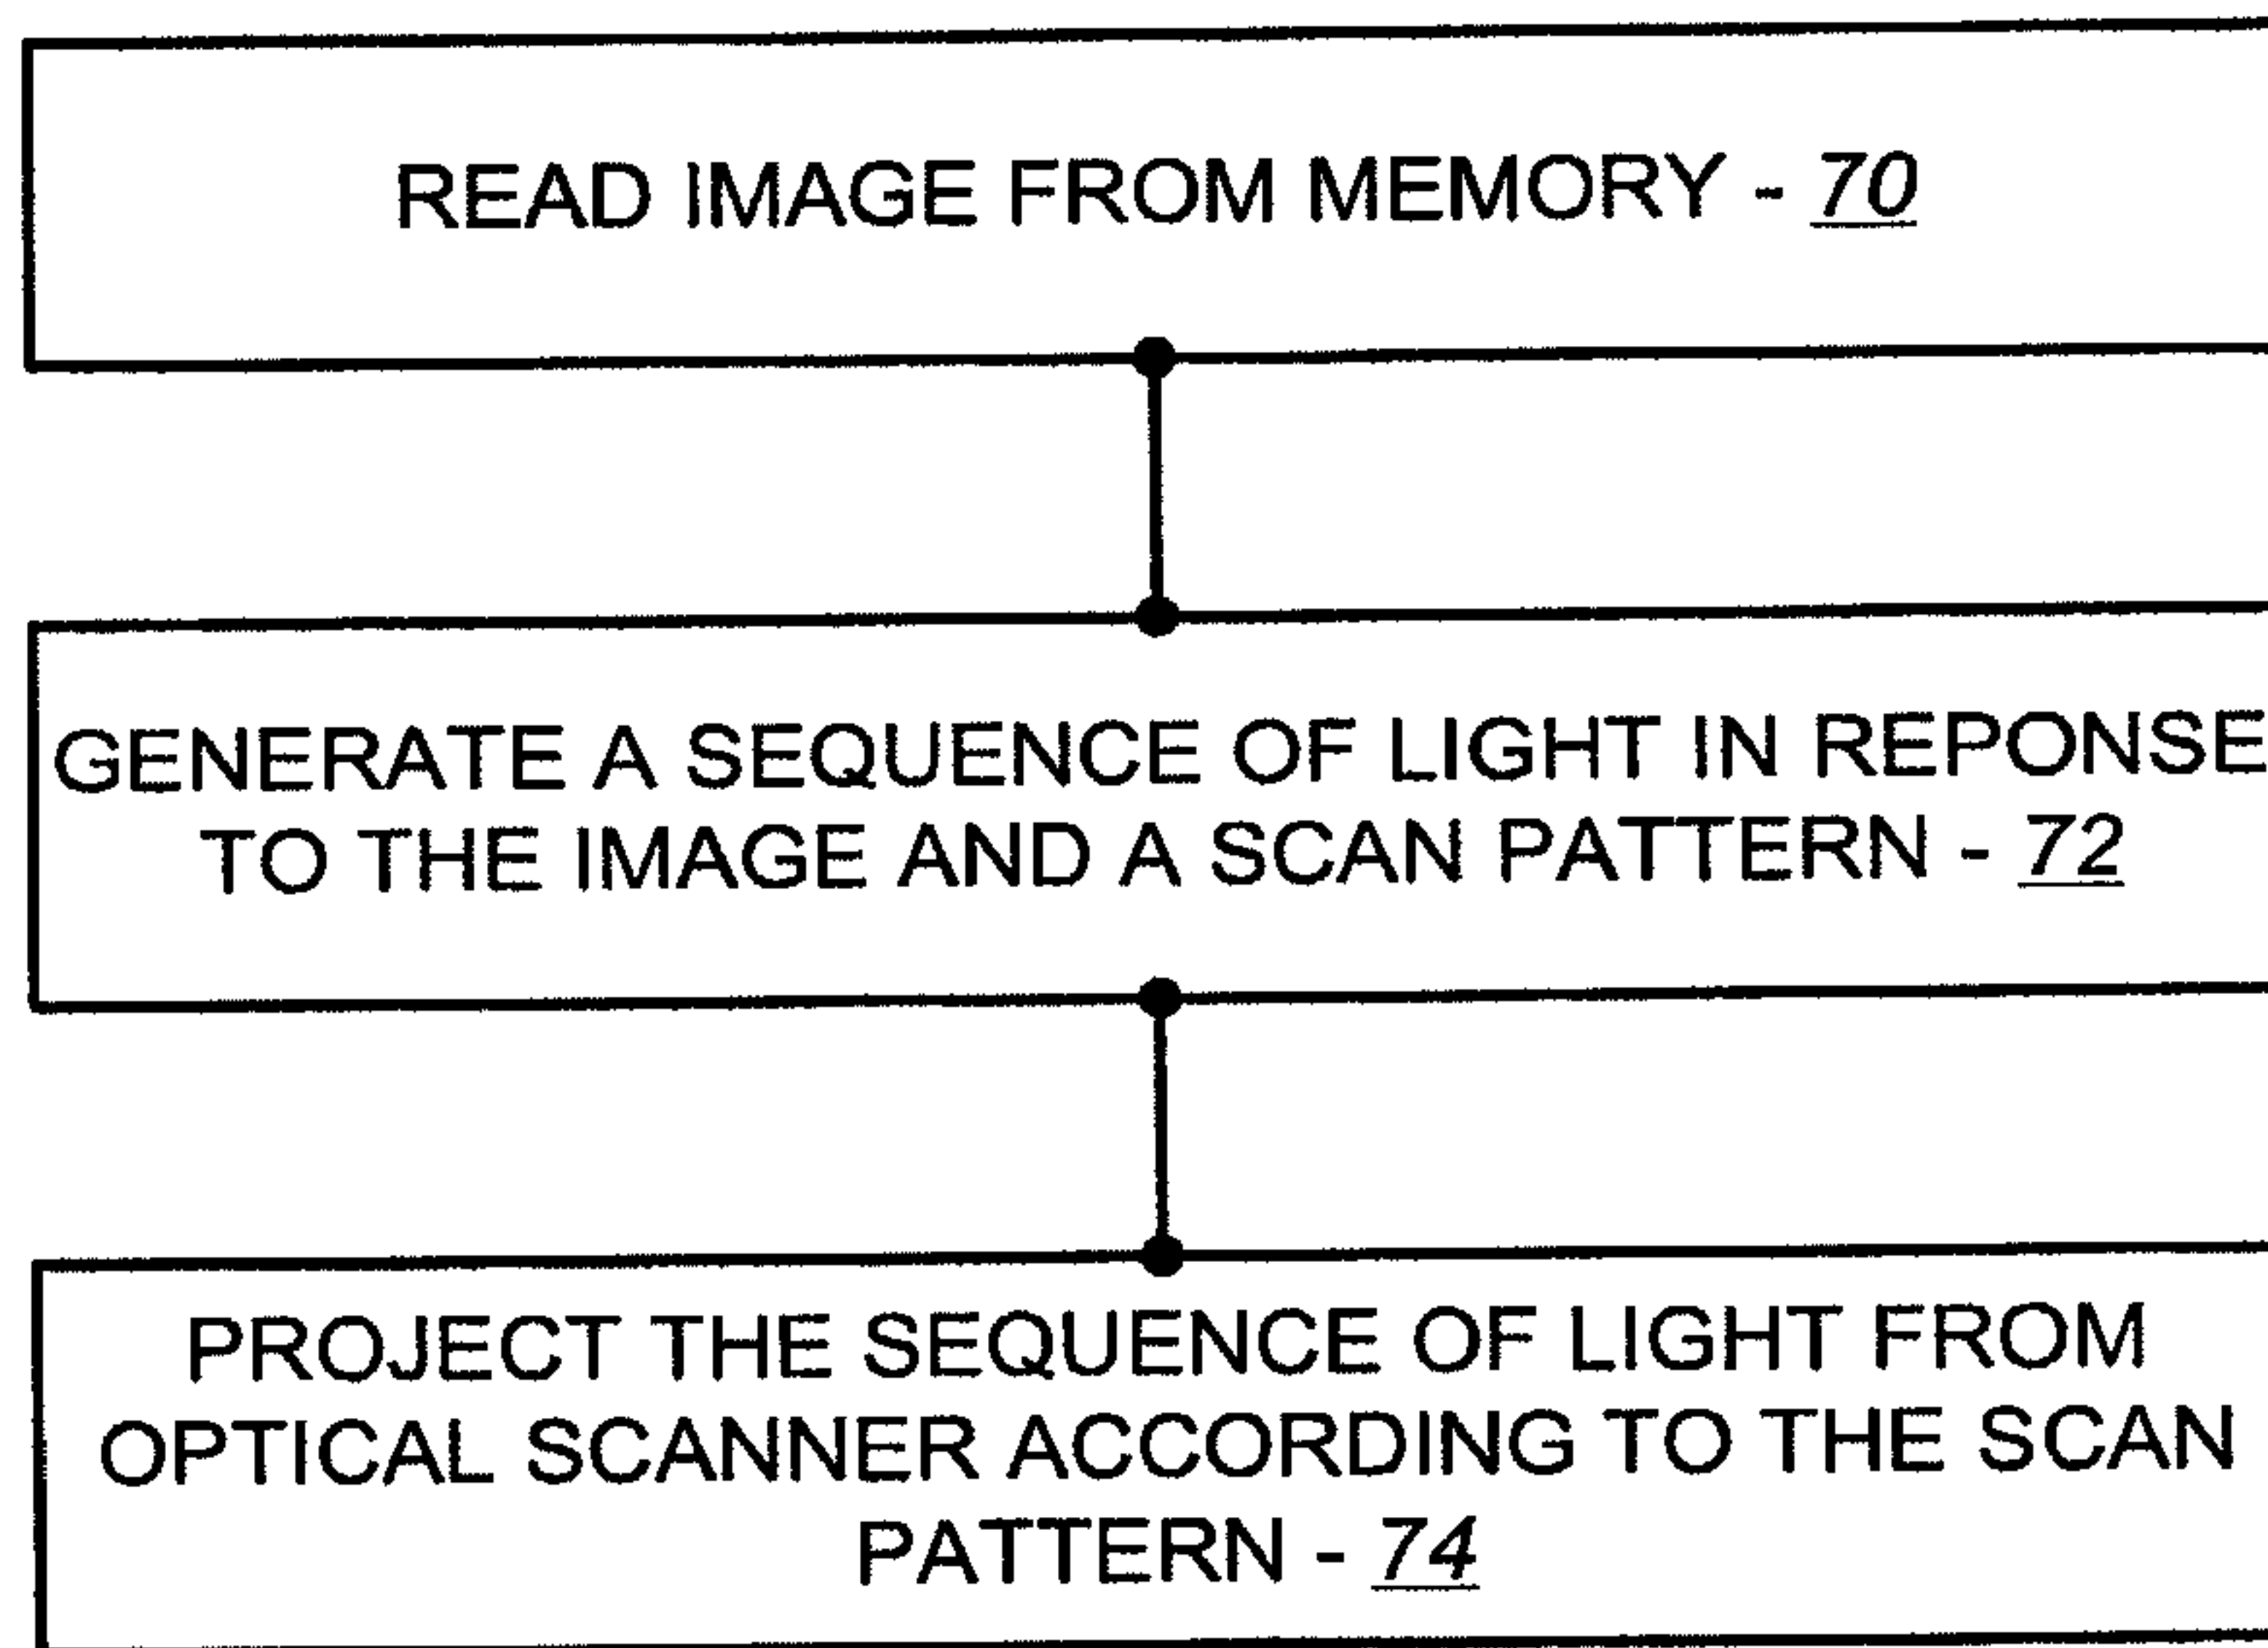 READ IMAGE FROM MEMORY - 70
GENERATE A SEQUENCE OF LIGHT IN REPONSE
TO THE IMAGE AND A SCAN PATTERN - 72
PROJECT THE SEQUENCE OF LIGHT FROM
OPTICAL SCANNER ACCORDING TO THE SCAN
PATTERN - 74